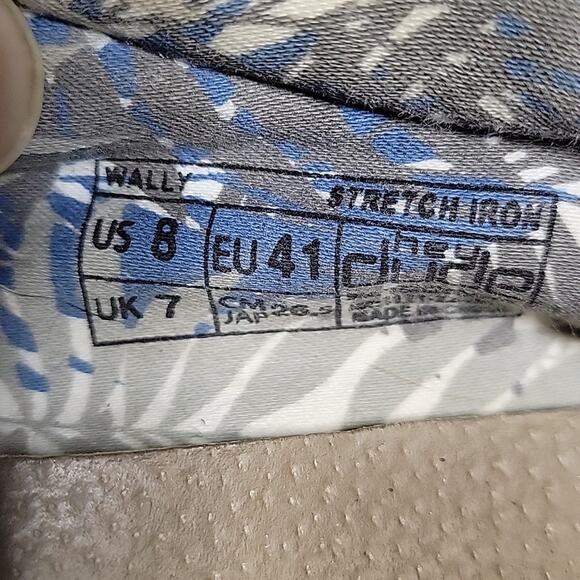 WALLY
STRETCH IRON
US 8
EU 41
HEY dude
UK 7
CM
JAP 26.5
MADE IN